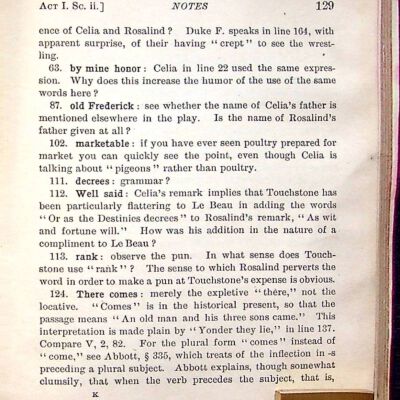 ACT I. SC. ii.] NOTES 129
ence of Celia and Rosalind? Duke F. speaks in line 164, with
apparent surprise, of their having "crept" to see the wrest-
ling.
63. by mine honor: Celia in line 22 used the same expres-
sion. Why does this increase the humor of the use of the same
words here?
87. old Frederick: see whether the name of Celia's father is
mentioned elsewhere in the play. Is the name of Rosalind's
father given at all?
102. marketable: if you have ever seen poultry prepared for
market you can quickly see the point, even though Celia is
talking about "pigeons" rather than poultry.
111. decrees: grammar?
112. Well said: Celia's remark implies that Touchstone has
been particularly flattering to Le Beau in adding the words
"Or as the Destinies decrees" to Rosalind's remark, "As wit
and fortune will." How was his addition in the nature of a
compliment to Le Beau?
113. rank: observe the pun. In what sense does Touch-
stone use "rank"? The sense to which Rosalind perverts the
word in order to make a pun at Touchstone's expense is obvious.
124. There comes: merely the expletive "there," not the
locative. "Comes" is in the historical present, so that the
passage means "An old man and his three sons came." This
interpretation is made plain by "Yonder they lie," in line 137.
Compare V, 2, 82. For the plural form "comes" instead of
"come," see Abbott, § 335, which treats of the inflection in -s
preceding a plural subject. Abbott explains, though somewhat
clumsily, that when the verb precedes the subject, that is,
K